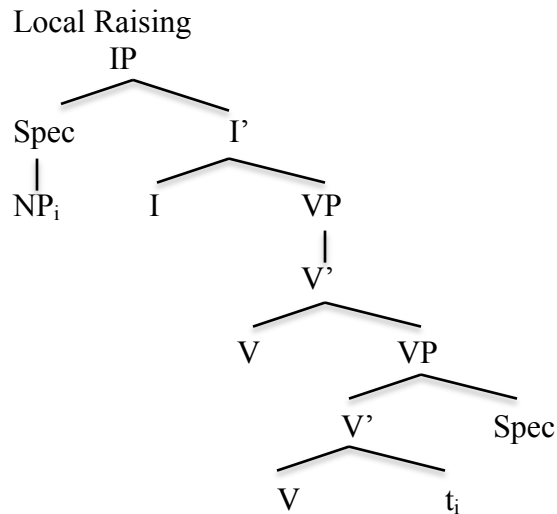 Local Raising
IP
Spec I’
NPᵢ I VP
V’
V VP
V’ Spec
V tᵢ